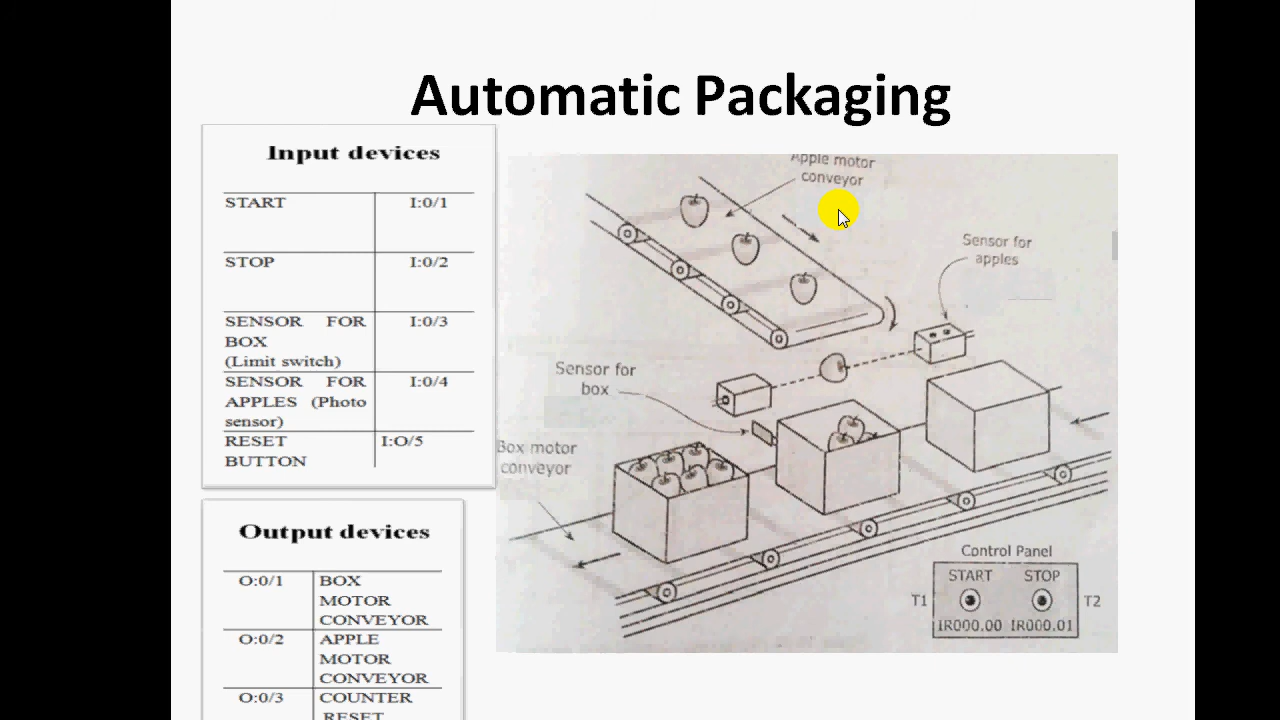 Automatic Packaging
Input devices
START I:0/1
STOP I:0/2
SENSOR FOR I:0/3
BOX
(Limit switch)
SENSOR FOR I:0/4
APPLES (Photo
sensor)
RESET I:O/5
BUTTON
Output devices
O:0/1 BOX
MOTOR
CONVEYOR
O:0/2 APPLE
MOTOR
CONVEYOR
O:0/3 COUNTER
RESET
Apple motor
conveyor
Sensor for
apples
Sensor for
box
Box motor
conveyor
Control Panel
START STOP
T1 T2
IR000.00 IR000.01